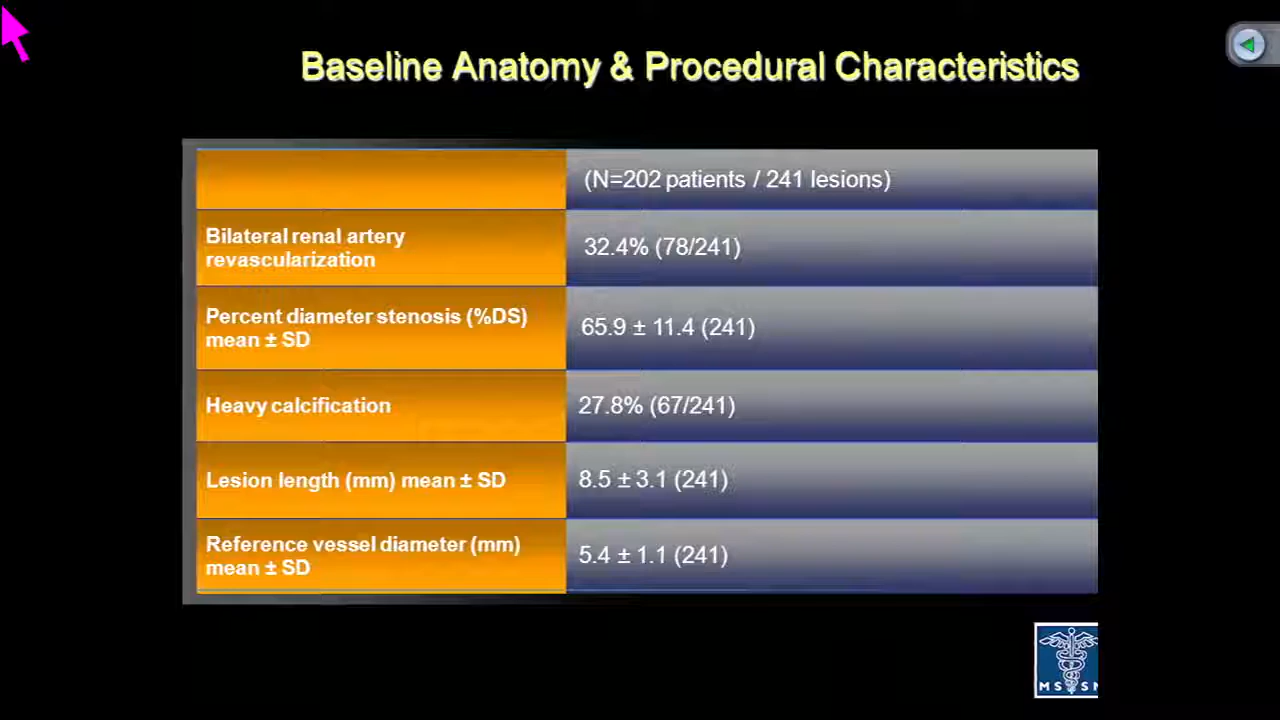 Baseline Anatomy & Procedural Characteristics
(N=202 patients / 241 lesions)
Bilateral renal artery
revascularization
32.4% (78/241)
Percent diameter stenosis (%DS)
mean ± SD
65.9 ± 11.4 (241)
Heavy calcification
27.8% (67/241)
Lesion length (mm) mean ± SD
8.5 ± 3.1 (241)
Reference vessel diameter (mm)
mean ± SD
5.4 ± 1.1 (241)